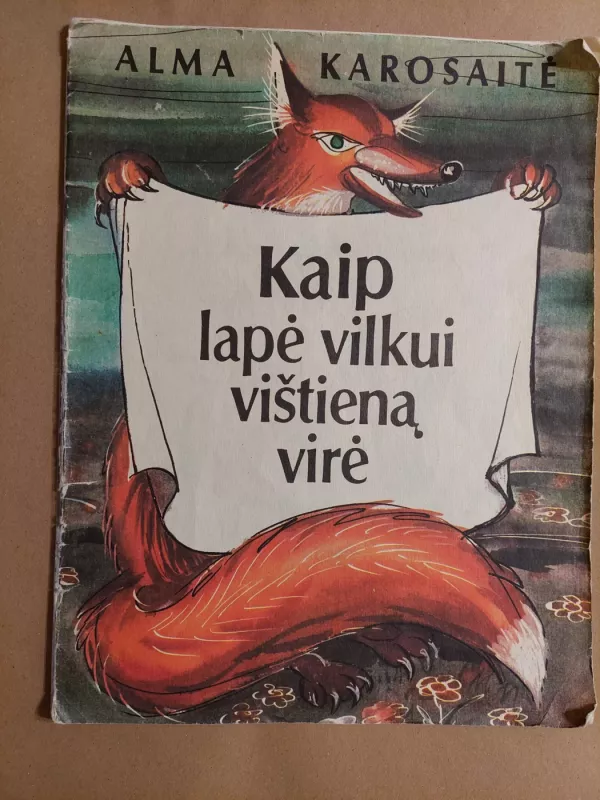 ALMA KAROSAITĖ
Kaip
lapė vilkui
vištieną
virė